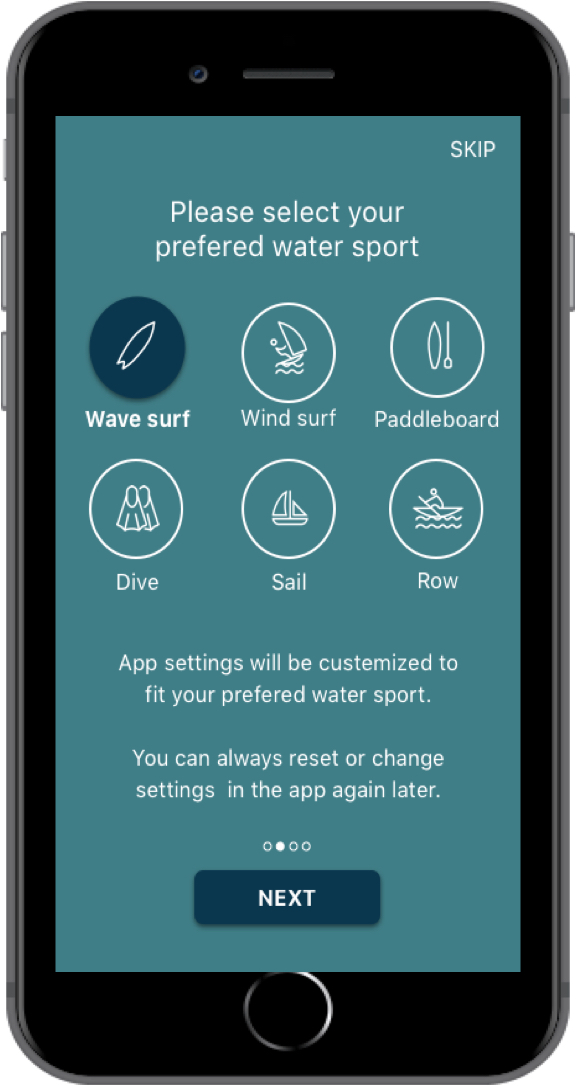 SKIP
Please select your
prefered water sport
Wave surf
Wind surf
Paddleboard
Dive
Sail
Row
App settings will be custemized to
fit your prefered water sport.
You can always reset or change
settings  in the app again later.
NEXT